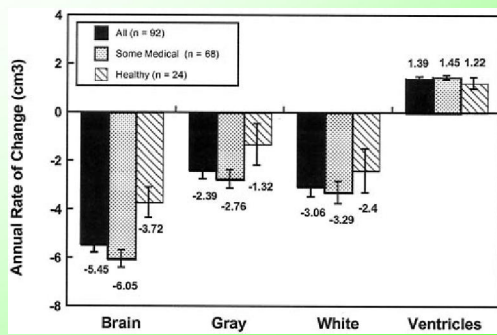 Annual Rate of Change (cm3)
4
2
0
-2
-4
-6
-8
All (n = 92)
Some Medical (n = 68)
Healthy (n = 24)
-5.45
-6.05
-3.72
-2.39
-2.76
-1.32
-3.06
-3.29
-2.4
1.39 1.45 1.22
Brain Gray White Ventricles